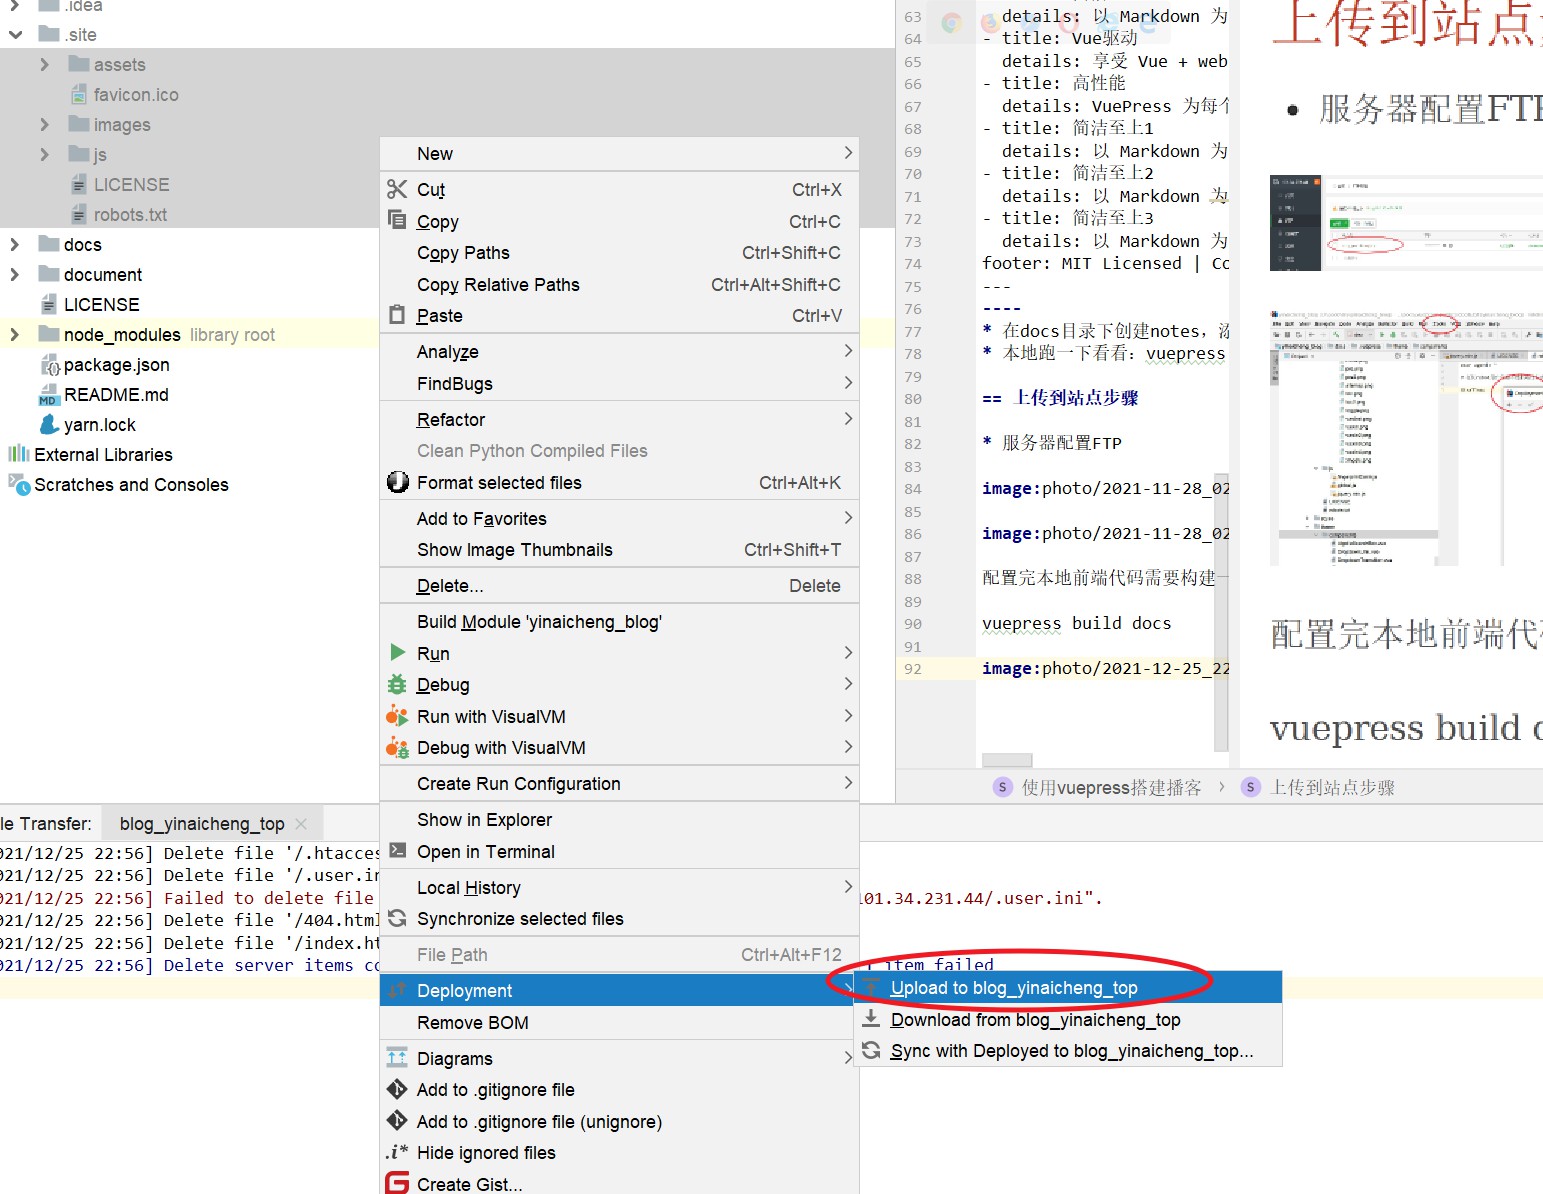 .idea
.site
assets
favicon.ico
images
js
LICENSE
robots.txt
docs
document
LICENSE
node_modules library root
package.json
README.md
yarn.lock
External Libraries
Scratches and Consoles
New
Cut Ctrl+X
Copy Ctrl+C
Copy Paths Ctrl+Shift+C
Copy Relative Paths Ctrl+Alt+Shift+C
Paste Ctrl+V
Analyze
FindBugs
Refactor
Clean Python Compiled Files
Format selected files Ctrl+Alt+K
Add to Favorites
Show Image Thumbnails Ctrl+Shift+T
Delete... Delete
Build Module 'yinaicheng_blog'
Run
Debug
Run with VisualVM
Debug with VisualVM
Create Run Configuration
Show in Explorer
Open in Terminal
Local History
Synchronize selected files
File Path Ctrl+Alt+F12
Deployment
Remove BOM
Diagrams
Add to .gitignore file
Add to .gitignore file (unignore)
.i* Hide ignored files
Create Gist...
Upload to blog_yinaicheng_top
Download from blog_yinaicheng_top
Sync with Deployed to blog_yinaicheng_top...
63 details: 以 Markdown 为
64 - title: Vue驱动
65 details: 享受 Vue + web
66 - title: 高性能
67 details: VuePress 为每个
68 - title: 简洁至上1
69 details: 以 Markdown 为
70 - title: 简洁至上2
71 details: 以 Markdown 为
72 - title: 简洁至上3
73 details: 以 Markdown 为
74 footer: MIT Licensed | Co
75 ---
76 ----
77 * 在docs目录下创建notes，添
78 * 本地跑一下看看：vuepress
79
80 == 上传到站点步骤
81
82 * 服务器配置FTP
83
84 image:photo/2021-11-28_02
85
86 image:photo/2021-11-28_02
87
88 配置完本地前端代码需要构建一
89
90 vuepress build docs
91
92 image:photo/2021-12-25_22
S 使用vuepress搭建播客 › S 上传到站点步骤
上传到站点
• 服务器配置FTP
配置完本地前端代码
vuepress build d
le Transfer: blog_yinaicheng_top
021/12/25 22:56] Delete file '/.htacces
021/12/25 22:56] Delete file '/.user.in
021/12/25 22:56] Failed to delete file 101.34.231.44/.user.ini".
021/12/25 22:56] Delete file '/404.html
021/12/25 22:56] Delete file '/index.ht
021/12/25 22:56] Delete server items co 1 item failed